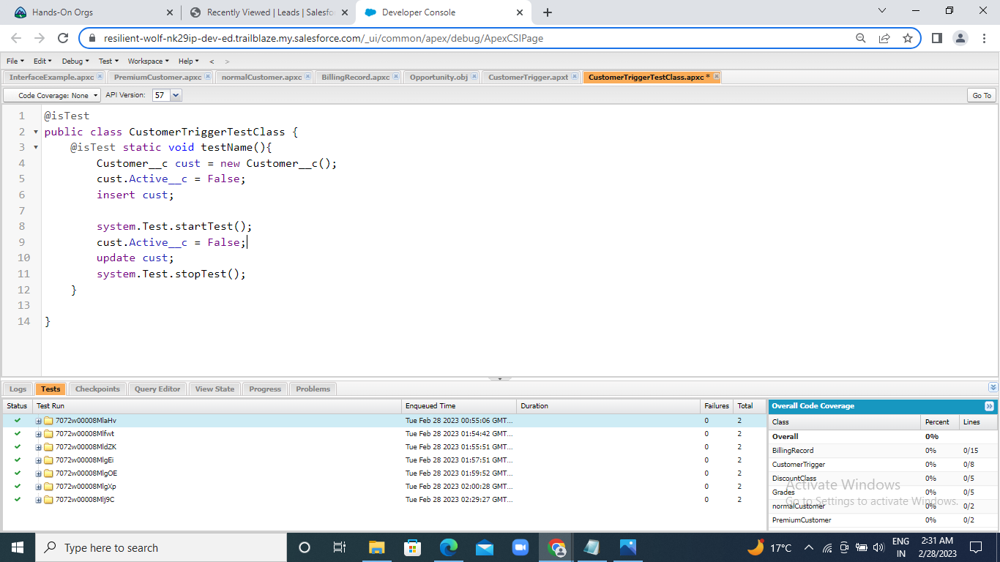 Hands-On Orgs
Recently Viewed | Leads | Salesfo
Developer Console
resilient-wolf-nk29ip-dev-ed.trailblaze.my.salesforce.com/_ui/common/apex/debug/ApexCSIPage
File Edit Debug Test Workspace Help < >
InterfaceExample.apxc PremiumCustomer.apxc normalCustomer.apxc BillingRecord.apxc Opportunity.obj CustomerTrigger.apxt CustomerTriggerTestClass.apxc *
Code Coverage: None API Version: 57 Go To
1 @isTest
2 public class CustomerTriggerTestClass {
3 @isTest static void testName(){
4 Customer__c cust = new Customer__c();
5 cust.Active__c = False;
6 insert cust;
7
8 system.Test.startTest();
9 cust.Active__c = False;
10 update cust;
11 system.Test.stopTest();
12 }
13
14 }
Logs Tests Checkpoints Query Editor View State Progress Problems
Status Test Run Enqueued Time Duration Failures Total
7072w00008MlaHv Tue Feb 28 2023 00:55:06 GMT... 0 2
7072w00008Mlfwt Tue Feb 28 2023 01:54:42 GMT... 0 2
7072w00008MldZK Tue Feb 28 2023 01:55:51 GMT... 0 2
7072w00008MlgEi Tue Feb 28 2023 01:57:51 GMT... 0 2
7072w00008MlgOE Tue Feb 28 2023 01:59:52 GMT... 0 2
7072w00008MlgXp Tue Feb 28 2023 02:00:28 GMT... 0 2
7072w00008Mlj9C Tue Feb 28 2023 02:29:27 GMT... 0 2
Overall Code Coverage
Class Percent Lines
Overall 0%
BillingRecord 0% 0/15
CustomerTrigger 0% 0/8
DiscountClass 0% 0/5
Grades 0% 0/5
normalCustomer 0% 0/2
PremiumCustomer 0% 0/2
Activate Windows
Go to Settings to activate Windows.
Type here to search
17°C
ENG
IN
2:31 AM
2/28/2023